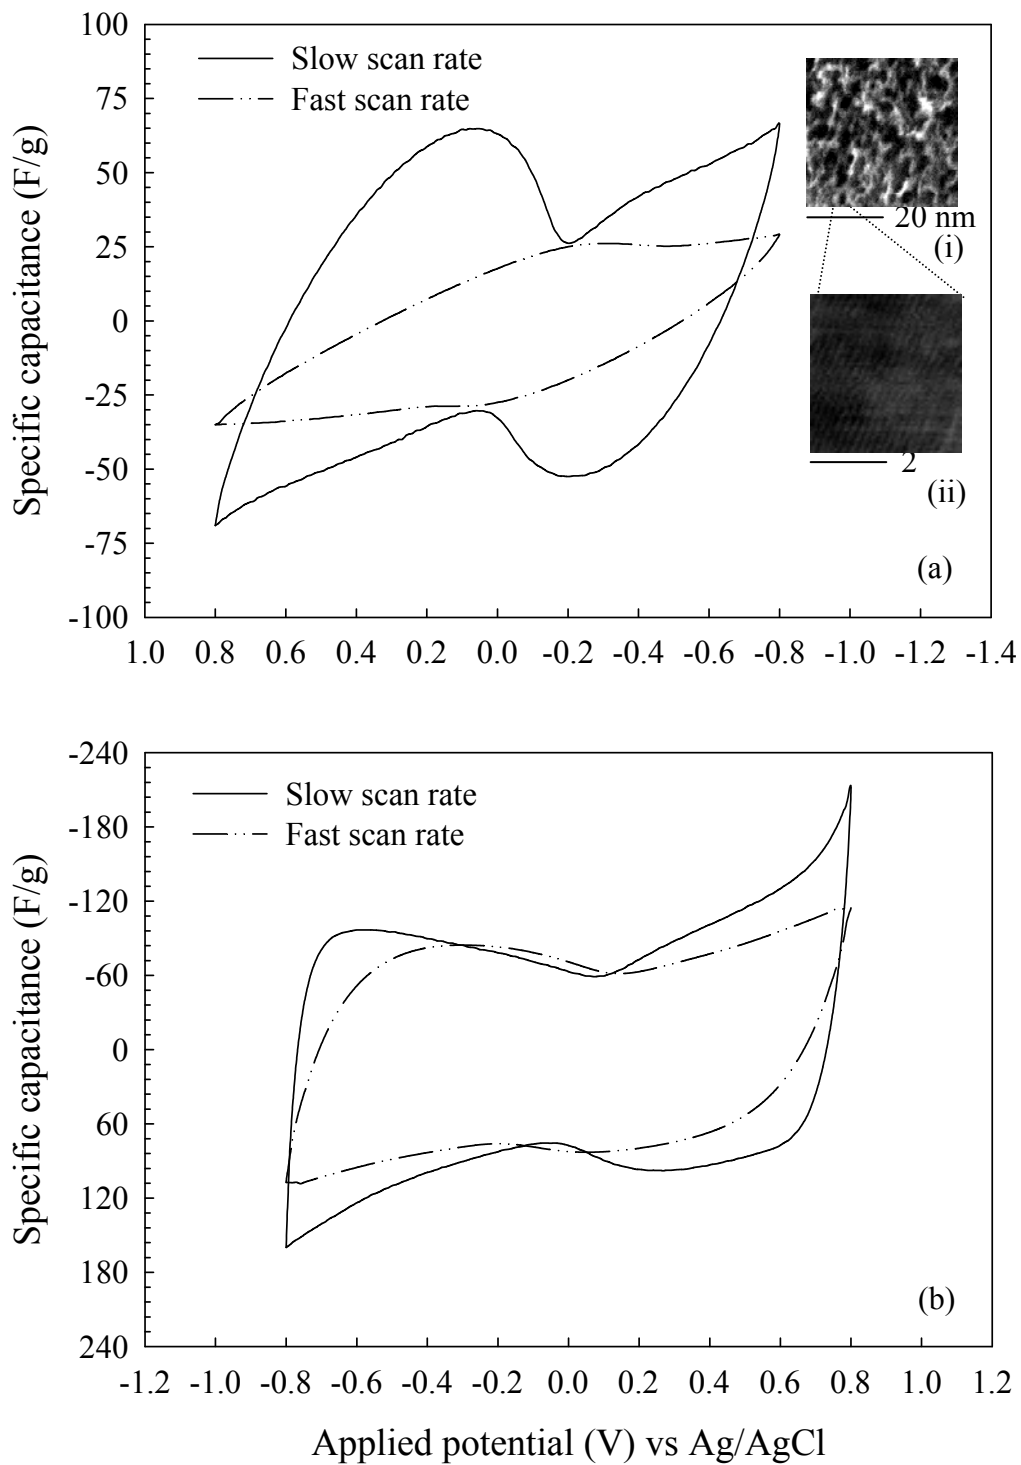 100
Slow scan rate
Fast scan rate
75
50
25
0
-25
-50
-75
-100
Specific capacitance (F/g)
20 nm
(i)
2
(ii)
(a)
1.0 0.8 0.6 0.4 0.2 0.0 -0.2 -0.4 -0.6 -0.8 -1.0 -1.2 -1.4
-240
Slow scan rate
Fast scan rate
-180
-120
-60
0
60
120
180
240
Specific capacitance (F/g)
(b)
-1.2 -1.0 -0.8 -0.6 -0.4 -0.2 0.0 0.2 0.4 0.6 0.8 1.0 1.2
Applied potential (V) vs Ag/AgCl